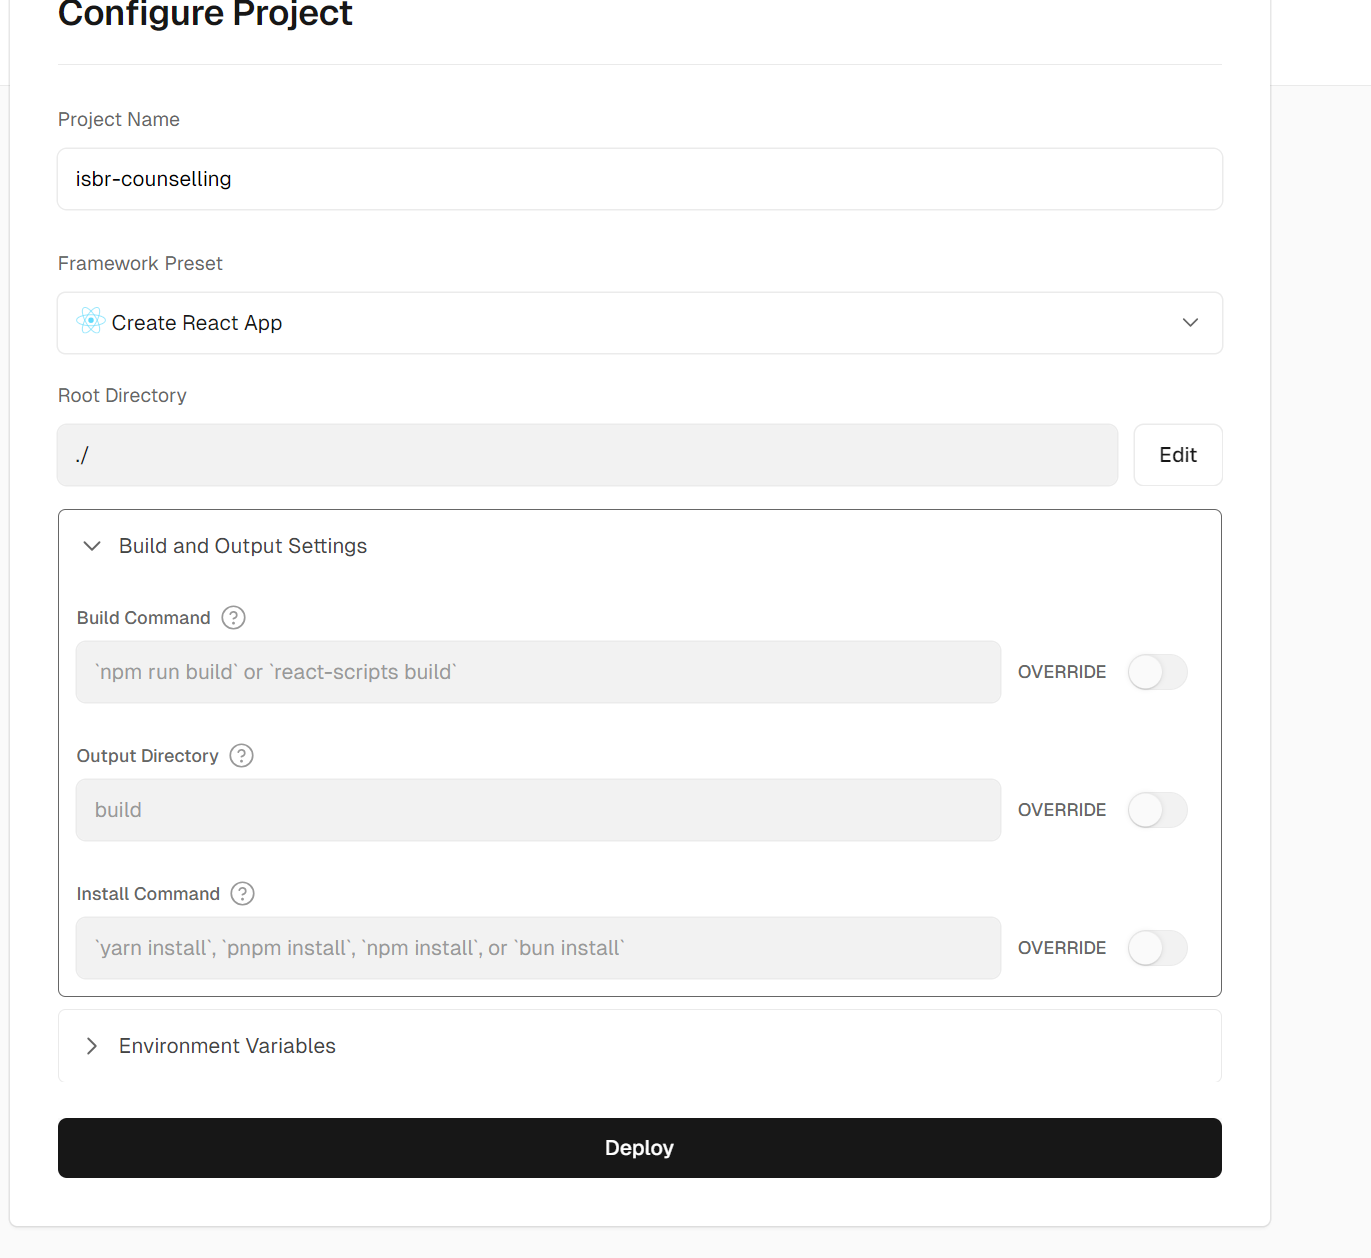 Configure Project
Project Name
isbr-counselling
Framework Preset
Create React App
Root Directory
./
Edit
Build and Output Settings
Build Command ?
`npm run build` or `react-scripts build`
OVERRIDE
Output Directory ?
build
OVERRIDE
Install Command ?
`yarn install`, `pnpm install`, `npm install`, or `bun install`
OVERRIDE
Environment Variables
Deploy